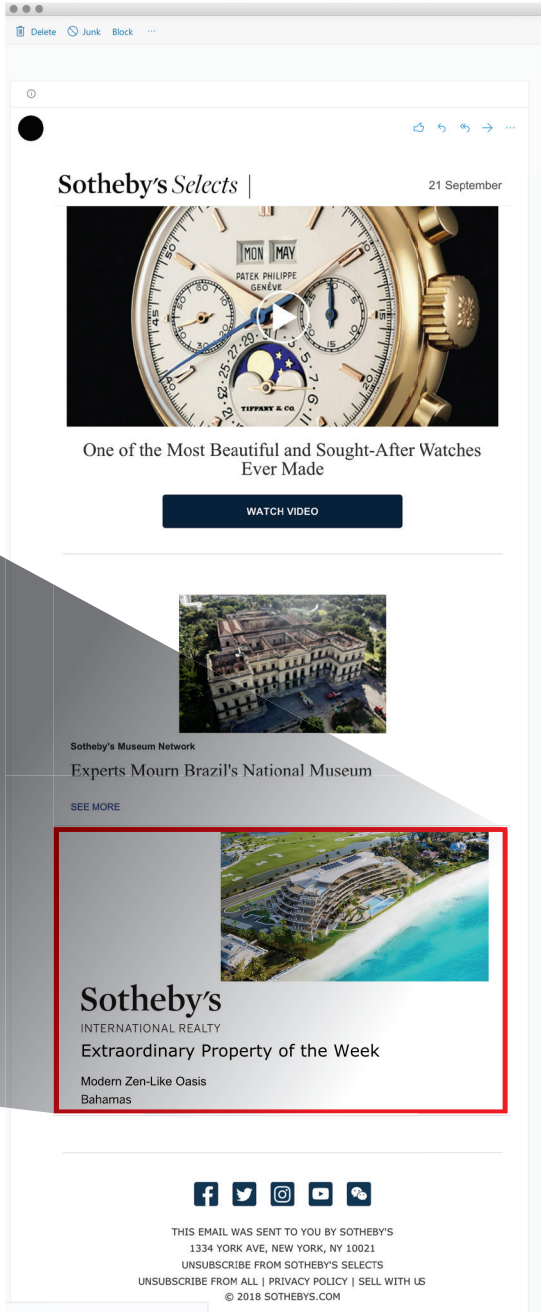 Delete Junk Block ...
Sotheby's Selects |
21 September
MON MAY
PATEK PHILIPPE
GENÈVE
TIFFANY & CO.
One of the Most Beautiful and Sought-After Watches
Ever Made
WATCH VIDEO
Sotheby's Museum Network
Experts Mourn Brazil's National Museum
SEE MORE
Sotheby's
INTERNATIONAL REALTY
Extraordinary Property of the Week
Modern Zen-Like Oasis
Bahamas
THIS EMAIL WAS SENT TO YOU BY SOTHEBY'S
1334 YORK AVE, NEW YORK, NY 10021
UNSUBSCRIBE FROM SOTHEBY'S SELECTS
UNSUBSCRIBE FROM ALL | PRIVACY POLICY | SELL WITH US
© 2018 SOTHEBYS.COM